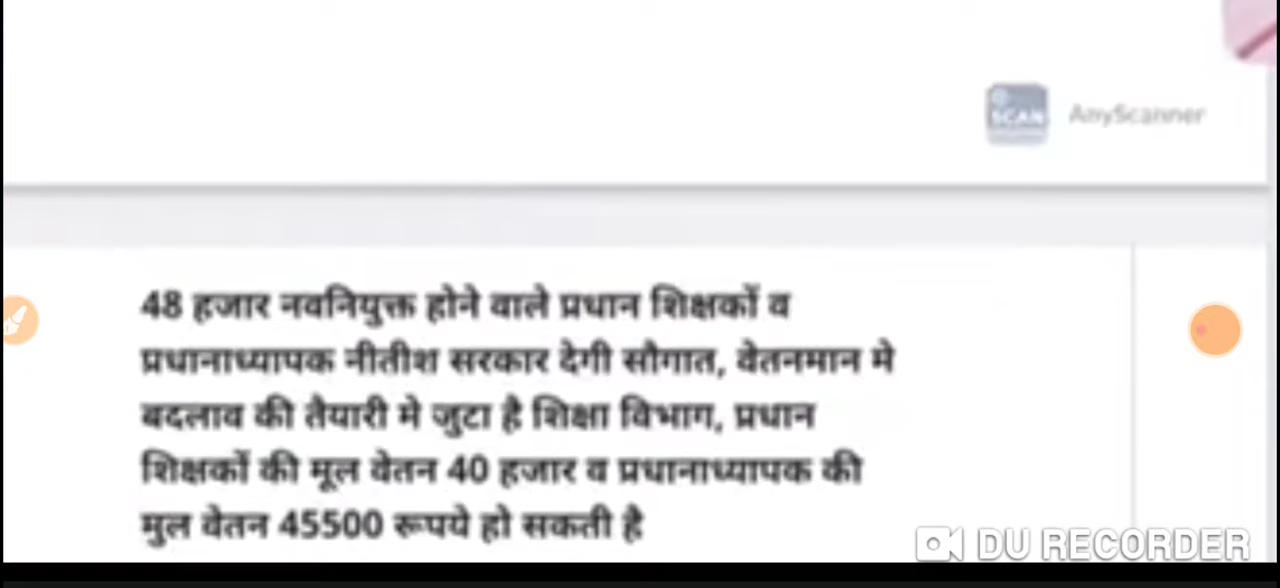 SCAN AnyScanner
48 हजार नवनियुक्त होने वाले प्रधान शिक्षकों व
प्रधानाध्यापक नीतीश सरकार देगी सौगात, वेतनमान मे
बदलाव की तैयारी मे जुटा है शिक्षा विभाग, प्रधान
शिक्षकों की मूल वेतन 40 हजार व प्रधानाध्यापक की
मुल वेतन 45500 रूपये हो सकती है
DU RECORDER